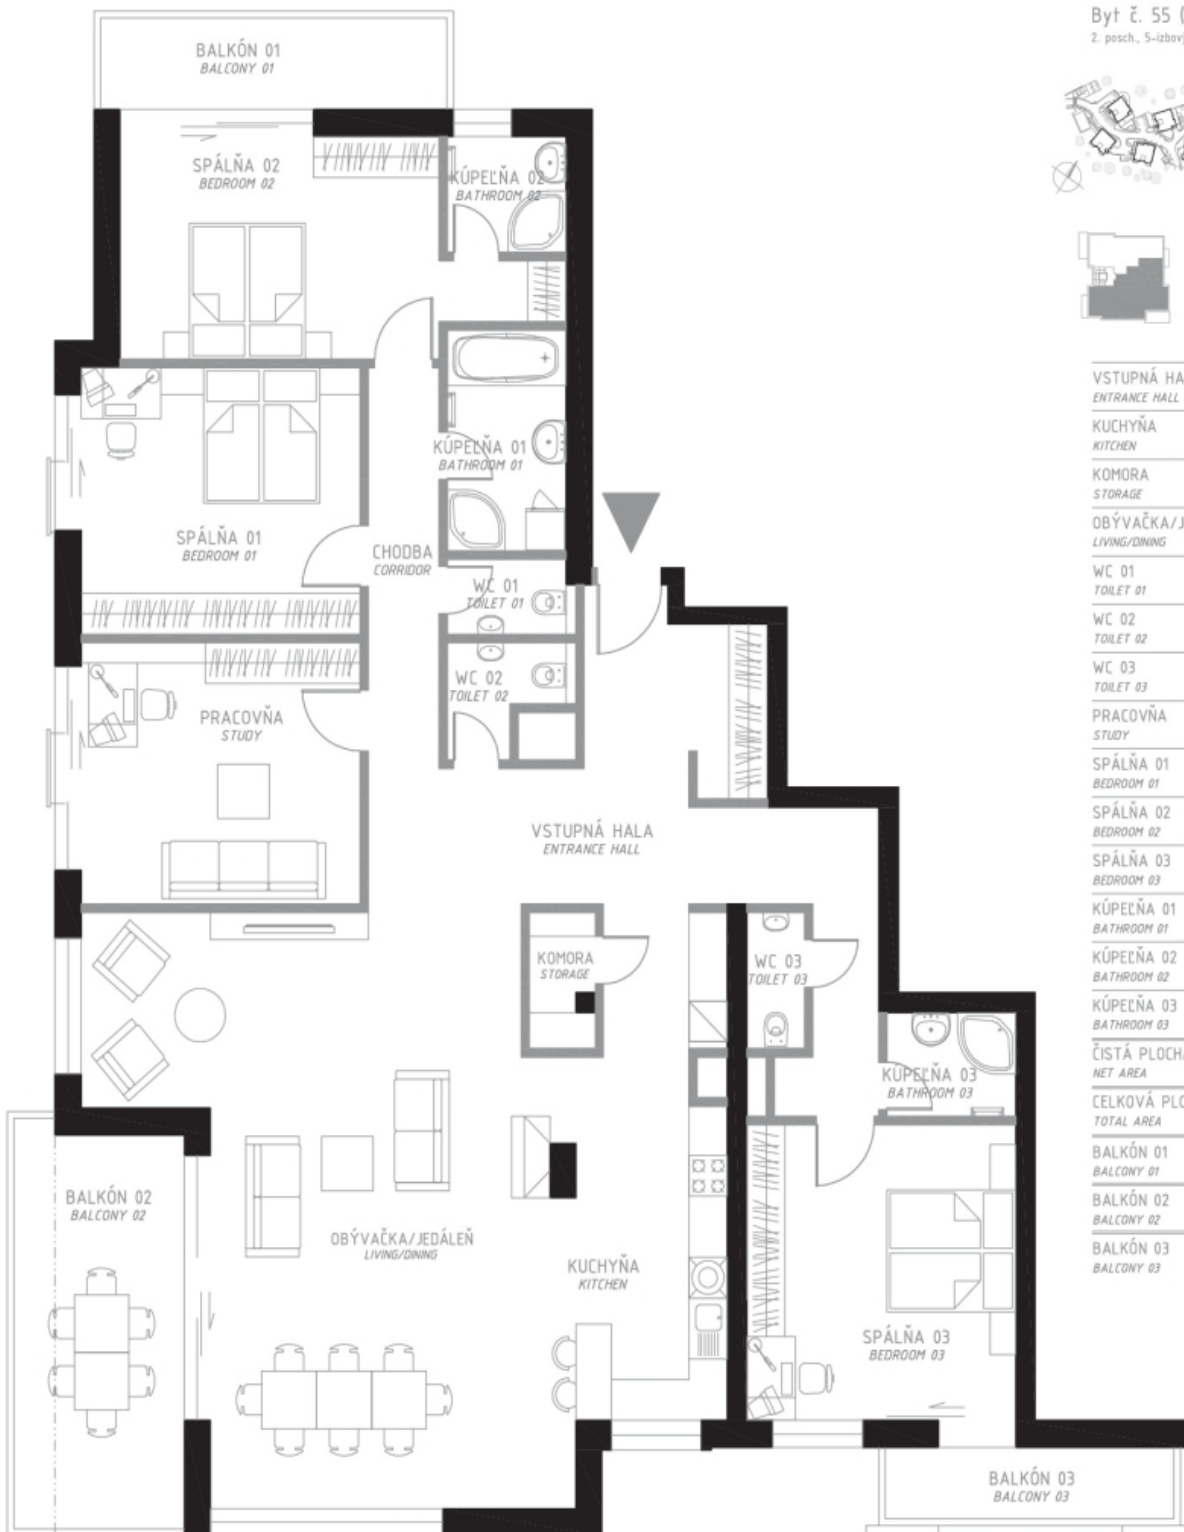 Byt č. 55 (
2. posch., 5-izbový
BALKÓN 01
BALCONY 01
SPÁLŇA 02
BEDROOM 02
KÚPEĽŇA 02
BATHROOM 02
KÚPEĽŇA 01
BATHROOM 01
SPÁLŇA 01
BEDROOM 01
CHODBA
CORRIDOR
WC 01
TOILET 01
WC 02
TOILET 02
PRACOVŇA
STUDY
VSTUPNÁ HALA
ENTRANCE HALL
KOMORA
STORAGE
WC 03
TOILET 03
KÚPEĽŇA 03
BATHROOM 03
BALKÓN 02
BALCONY 02
OBÝVAČKA/JEDÁLEŇ
LIVING/DINING
KUCHYŇA
KITCHEN
SPÁLŇA 03
BEDROOM 03
BALKÓN 03
BALCONY 03
VSTUPNÁ HA
ENTRANCE HALL
KUCHYŇA
KITCHEN
KOMORA
STORAGE
OBÝVAČKA/J
LIVING/DINING
WC 01
TOILET 01
WC 02
TOILET 02
WC 03
TOILET 03
PRACOVŇA
STUDY
SPÁLŇA 01
BEDROOM 01
SPÁLŇA 02
BEDROOM 02
SPÁLŇA 03
BEDROOM 03
KÚPEĽŇA 01
BATHROOM 01
KÚPEĽŇA 02
BATHROOM 02
KÚPEĽŇA 03
BATHROOM 03
ČISTÁ PLOCH
NET AREA
CELKOVÁ PLO
TOTAL AREA
BALKÓN 01
BALCONY 01
BALKÓN 02
BALCONY 02
BALKÓN 03
BALCONY 03